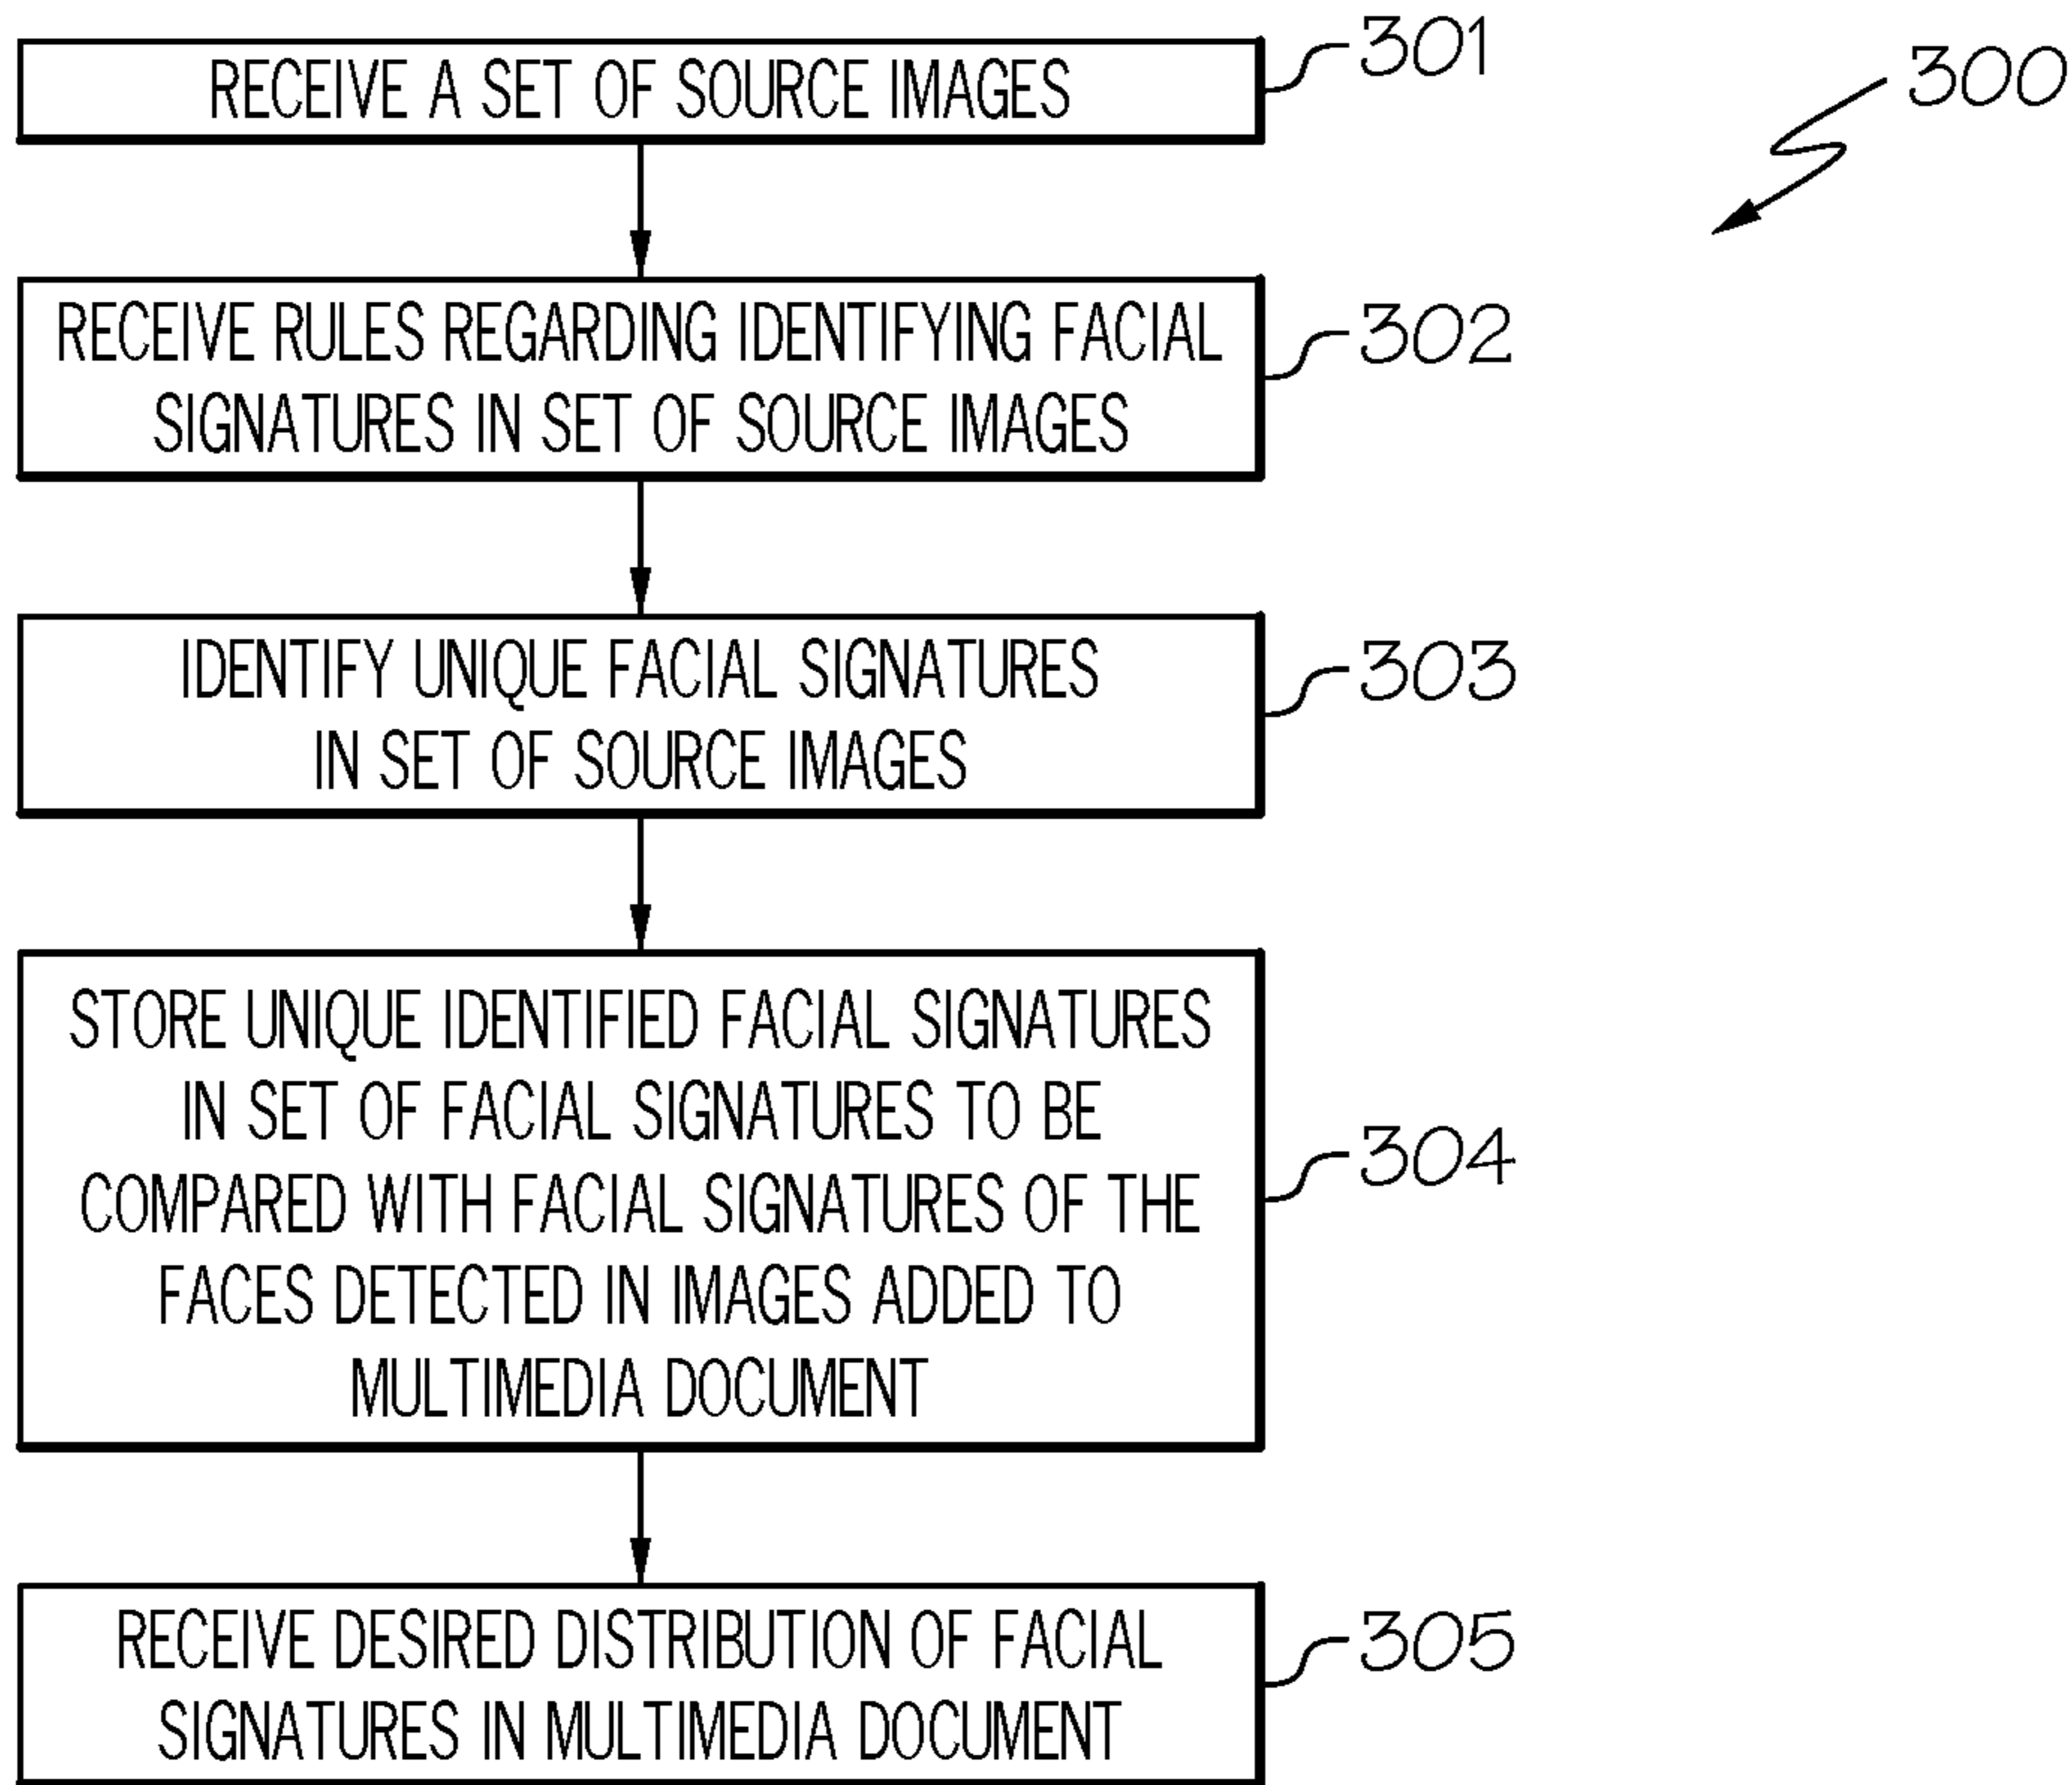 RECEIVE A SET OF SOURCE IMAGES
301
300
RECEIVE RULES REGARDING IDENTIFYING FACIAL
SIGNATURES IN SET OF SOURCE IMAGES
302
IDENTIFY UNIQUE FACIAL SIGNATURES
IN SET OF SOURCE IMAGES
303
STORE UNIQUE IDENTIFIED FACIAL SIGNATURES
IN SET OF FACIAL SIGNATURES TO BE
COMPARED WITH FACIAL SIGNATURES OF THE
FACES DETECTED IN IMAGES ADDED TO
MULTIMEDIA DOCUMENT
304
RECEIVE DESIRED DISTRIBUTION OF FACIAL
SIGNATURES IN MULTIMEDIA DOCUMENT
305